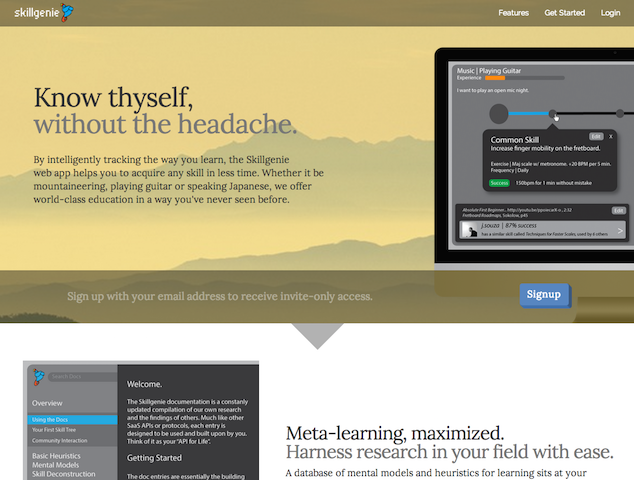 skillgenie
Features Get Started Login
Know thyself,
without the headache.
By intelligently tracking the way you learn, the Skillgenie
web app helps you to acquire any skill in less time. Whether it be
mountaineering, playing guitar or speaking Japanese, we offer
world-class education in a way you've never seen before.
Music | Playing Guitar
Experience
I want to play an open mic night.
Common Skill Edit x
Increase finger mobility on the fretboard.
Exercise | Maj scale w/ metronome, +20 BPM per 5 min.
Frequency | Daily
Success 150bpm for 1 min without mistake
Absolute First Beginner... 2:32 Edit
Fretboard Roadmaps, Sokolow, p45
j.souza | 87% success
has a similar skill called Techniques for Faster Scales, used by 6 others
Sign up with your email address to receive invite-only access.
Signup
Search Docs
Overview
Using the Docs
Your First Skill Tree
Community Interaction
Basic Heuristics
Mental Models
Skill Deconstruction
Welcome.
The Skillgenie documentation is a constanly
updated compilation of our own research
and the findings of others. Much like other
SaaS APIs or protocols, each entry is
designed to be used and built upon by you.
Think of it as your "API for Life".
Getting Started
The doc entries are essentially the building
Meta-learning, maximized.
Harness research in your field with ease.
A database of mental models and heuristics for learning sits at your